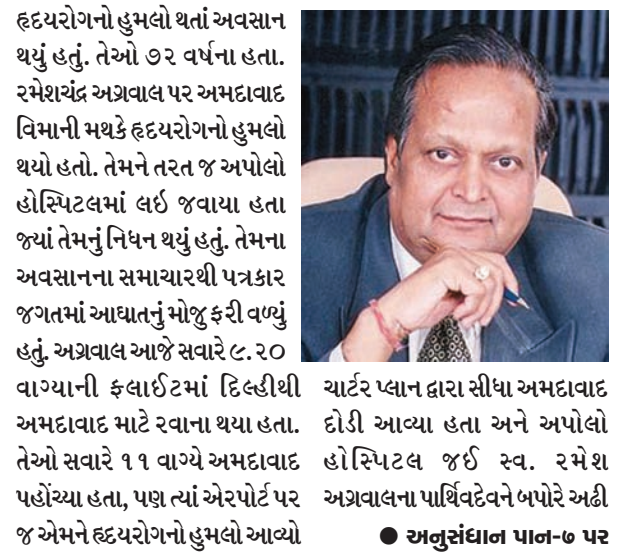 હૃદયરોગનો હુમલો થતાં અવસાન
થયું હતું. તેઓ ૭૨ વર્ષના હતા.
રમેશચંદ્ર અગ્રવાલ પર અમદાવાદ
વિમાની મથકે હૃદયરોગનો હુમલો
થયો હતો. તેમને તરત જ અપોલો
હોસ્પિટલમાં લઇ જવાયા હતા
જ્યાં તેમનું નિધન થયું હતું. તેમના
અવસાનના સમાચારથી પત્રકાર
જગતમાં આઘાતનું મોજુ ફરી વળ્યું
હતું. અગ્રવાલ આજે સવારે ૯.૨૦
વાગ્યાની ફ્લાઈટમાં દિલ્હીથી
અમદાવાદ માટે રવાના થયા હતા.
તેઓ સવારે ૧૧ વાગ્યે અમદાવાદ
પહોંચ્યા હતા, પણ ત્યાં એરપોર્ટ પર
જ એમને હૃદયરોગનો હુમલો આવ્યો
ચાર્ટર પ્લાન દ્વારા સીધા અમદાવાદ
દોડી આવ્યા હતા અને અપોલો
હોસ્પિટલ જઈ સ્વ. રમેશ
અગ્રવાલના પાર્થિવદેવને બપોરે અઢી
● અનુસંધાન પાન-૭ પર